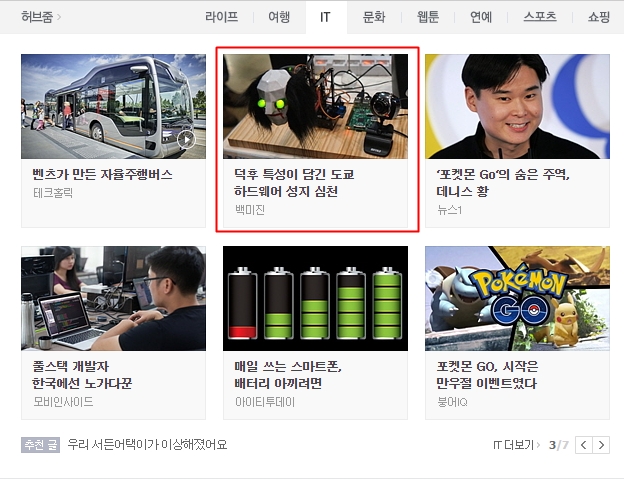 허브줌 >
라이프
여행
IT
문화
웹툰
연예
스포츠
쇼핑
벤츠가 만든 자율주행버스
테크홀릭
덕후 특성이 담긴 도쿄
하드웨어 성지 심천
백미진
'포켓몬 Go'의 숨은 주역,
데니스 황
뉴스1
풀스택 개발자
한국에선 노가다꾼
모비인사이드
매일 쓰는 스마트폰,
배터리 아끼려면
아이티투데이
POKÉMON
GO
포켓몬 GO, 시작은
만우절 이벤트였다
붕어IQ
추천 글 우리 서든어택이가 이상해졌어요
IT 더보기 > 3/7 < >